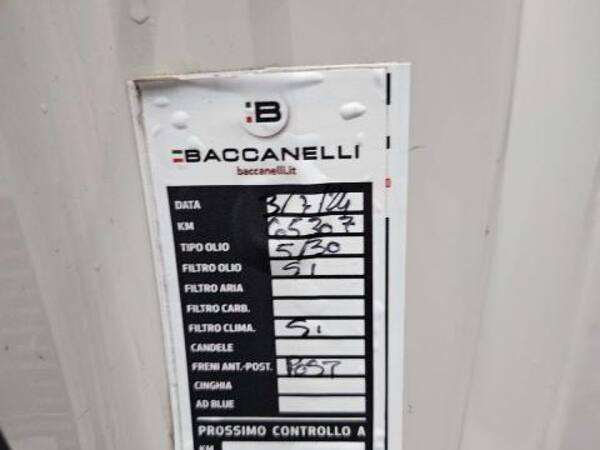 :B
BACCANELLI
baccanelli.it
DATA 3/7/24
KM 65307
TIPO OLIO 5/30
FILTRO OLIO SI
FILTRO ARIA
FILTRO CARB.
FILTRO CLIMA. SI
CANDELE
FRENI ANT.-POST. POST
CINGHIA
AD BLUE
PROSSIMO CONTROLLO A
KM